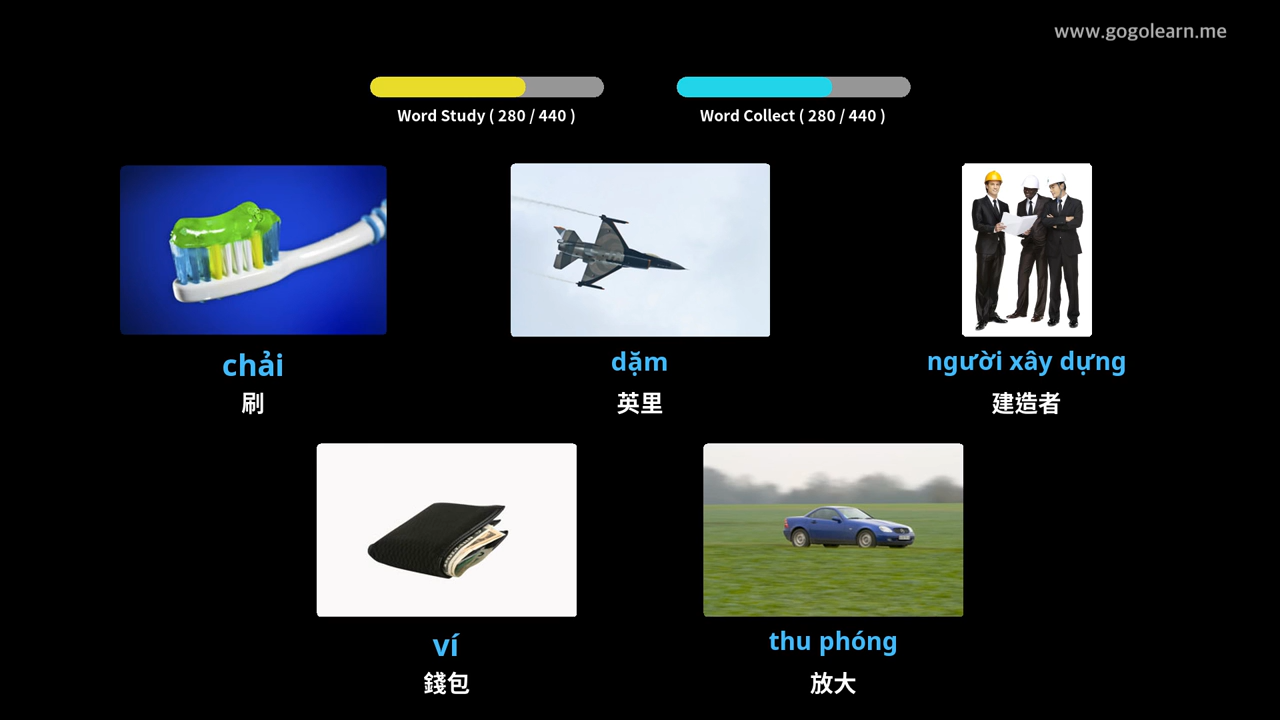 www.gogolearn.me
Word Study ( 280 / 440 )
Word Collect ( 280 / 440 )
chải
刷
dặm
英里
người xây dựng
建造者
ví
錢包
thu phóng
放大